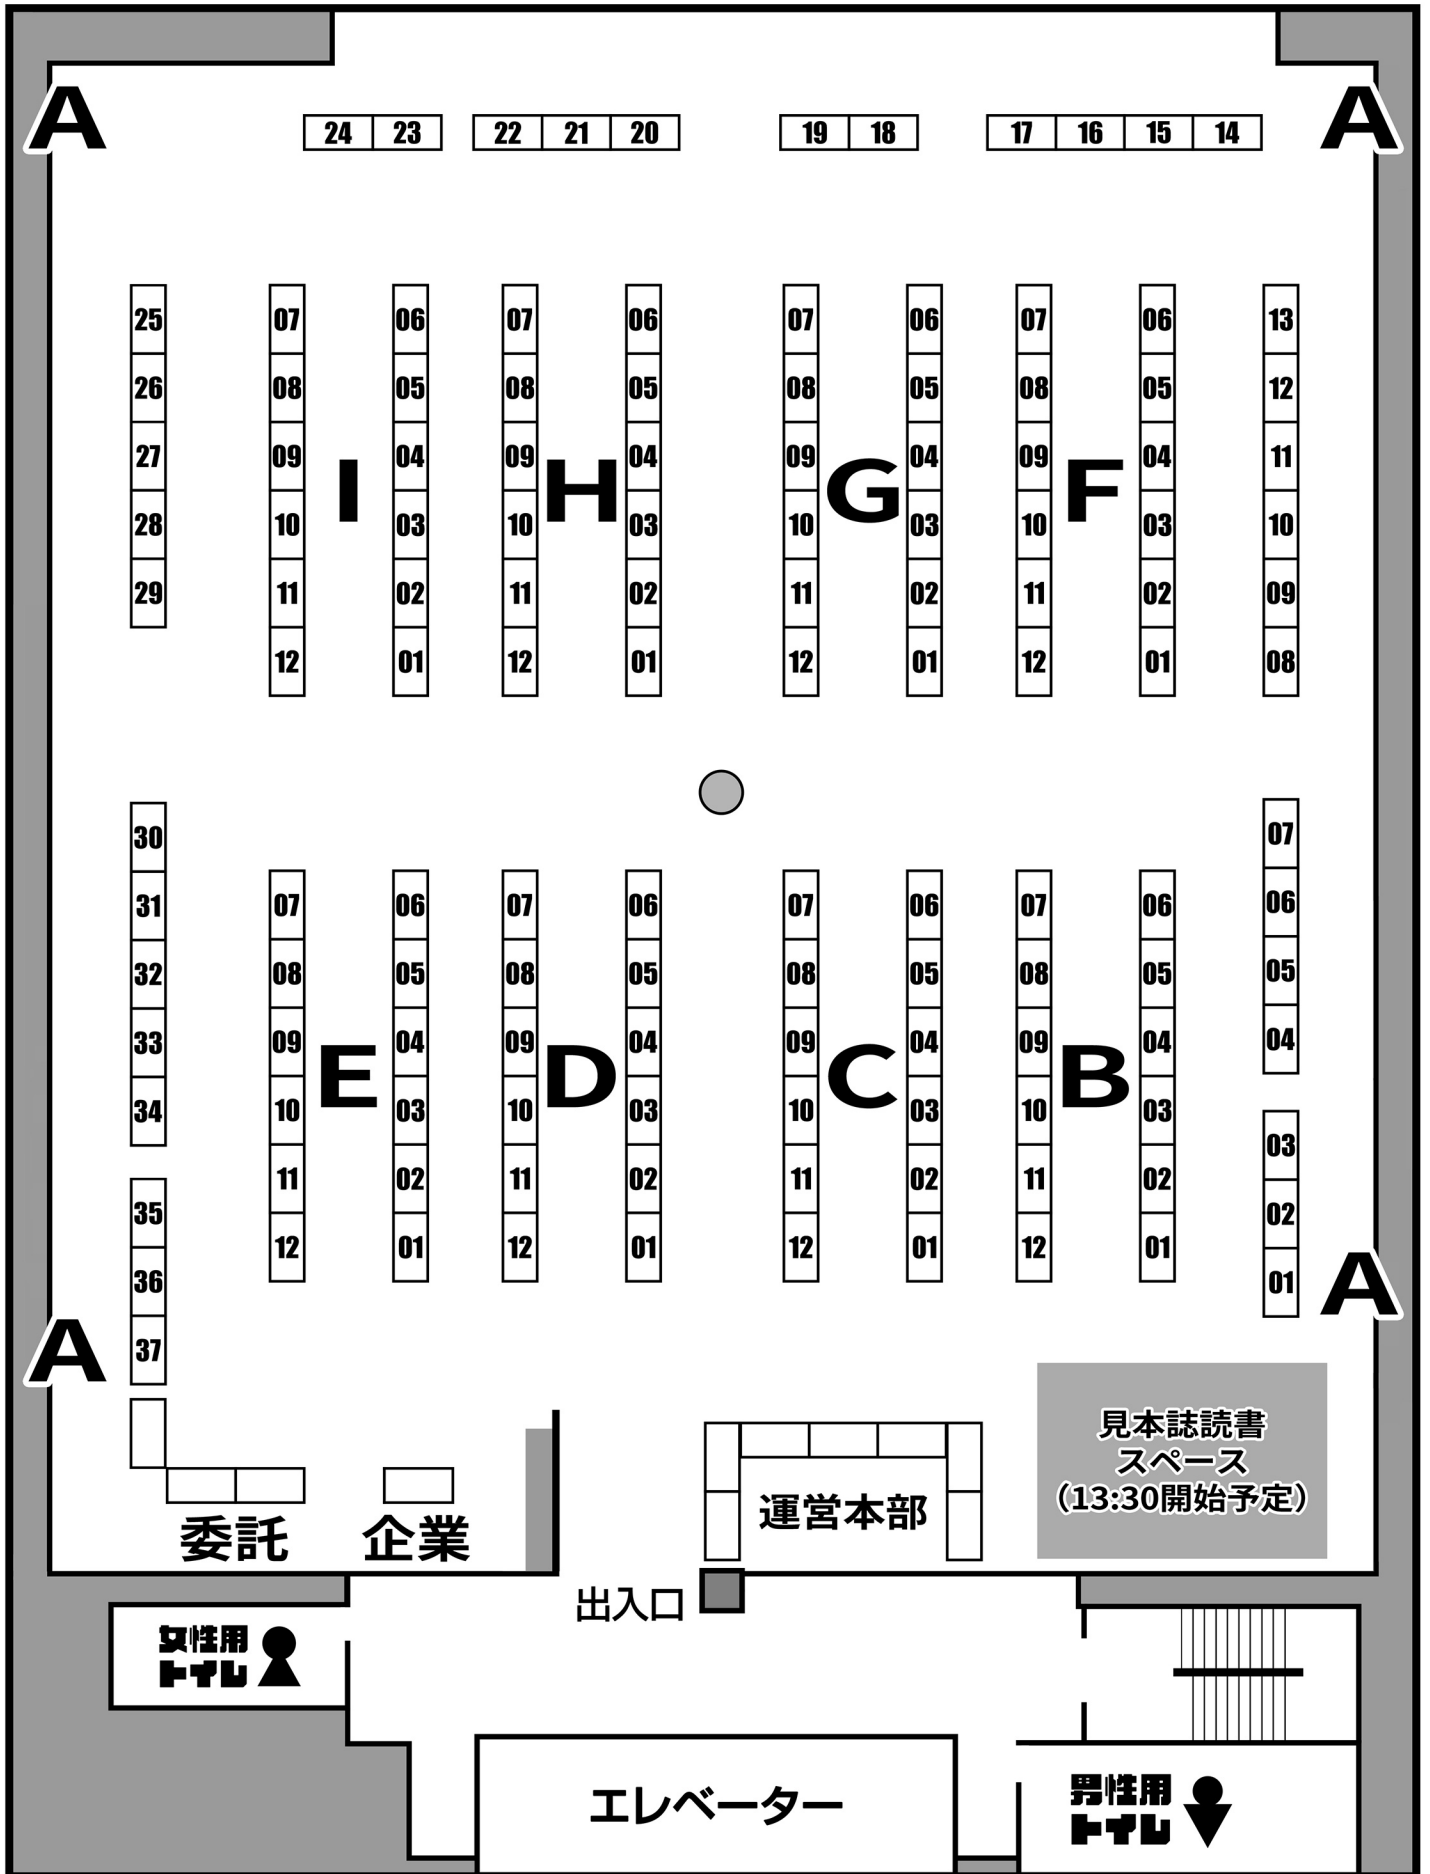 A A
24 23 22 21 20 19 18 17 16 15 14
25 07 06 07 06 07 06 07 06 13
26 08 05 08 05 08 05 08 05 12
27 09 04 09 04 09 04 09 04 11
I H G F
28 10 03 10 03 10 03 10 03 10
29 11 02 11 02 11 02 11 02 09
12 01 12 01 12 01 12 01 08
30 07
31 07 06 07 06 07 06 07 06 06
32 08 05 08 05 08 05 08 05 05
33 09 04 09 04 09 04 09 04 04
E D C B
34 10 03 10 03 10 03 10 03 03
35 11 02 11 02 11 02 11 02 02
36 12 01 12 01 12 01 12 01 01
A
37
A
見本誌読書
スペース
（13:30開始予定）
委託 企業 運営本部
出入口
女性用
トイレ
エレベーター
男性用
トイレ